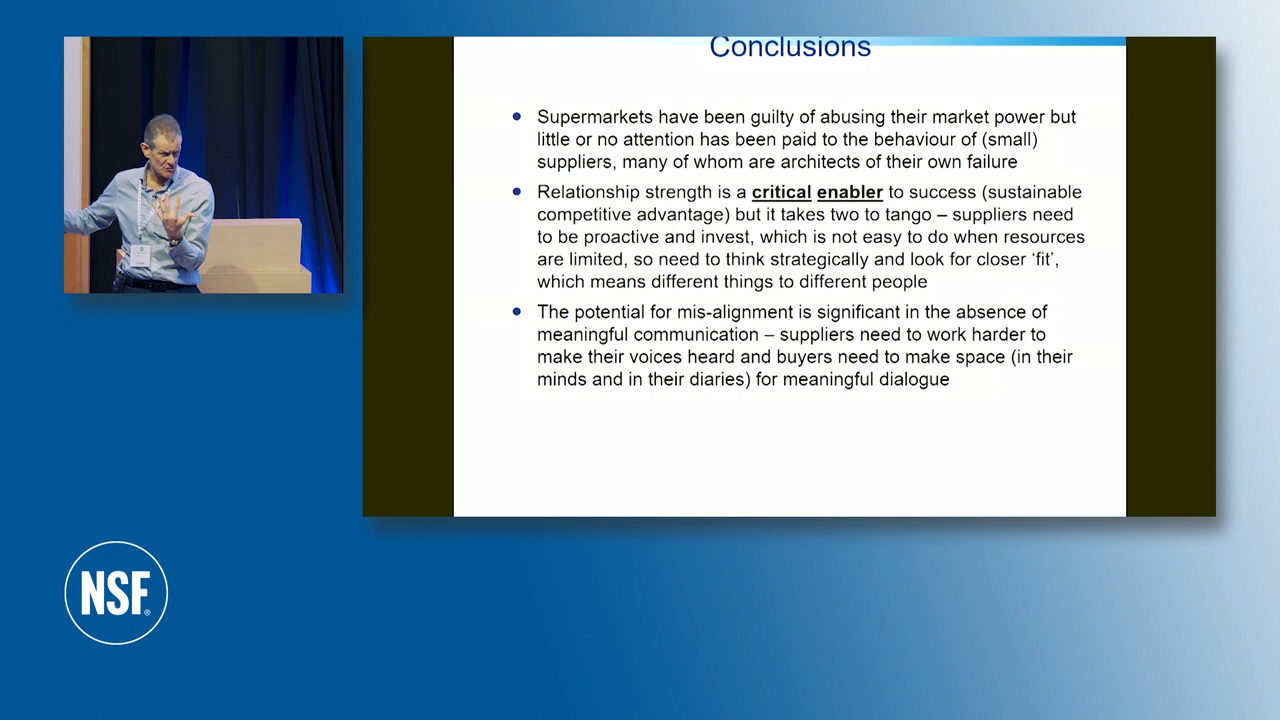 Conclusions
Supermarkets have been guilty of abusing their market power but
little or no attention has been paid to the behaviour of (small)
suppliers, many of whom are architects of their own failure
Relationship strength is a critical enabler to success (sustainable
competitive advantage) but it takes two to tango – suppliers need
to be proactive and invest, which is not easy to do when resources
are limited, so need to think strategically and look for closer ‘fit’,
which means different things to different people
The potential for mis-alignment is significant in the absence of
meaningful communication – suppliers need to work harder to
make their voices heard and buyers need to make space (in their
minds and in their diaries) for meaningful dialogue
NSF®